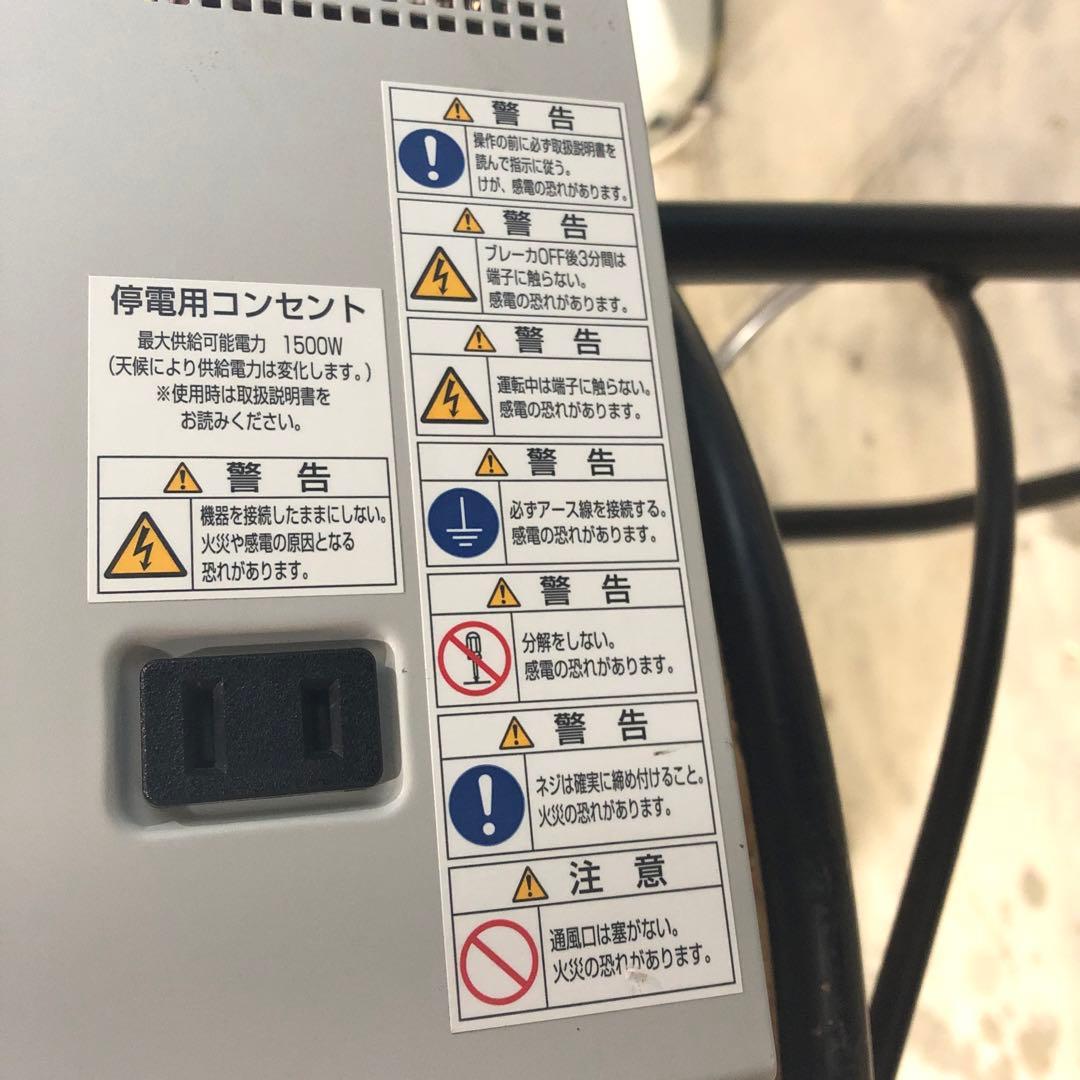 停電用コンセント
最大供給可能電力 1500W
(天候により供給電力は変化します。)
※使用時は取扱説明書を
お読みください。
警 告
機器を接続したままにしない。
火災や感電の原因となる
恐れがあります。
警 告
操作の前に必ず取扱説明書を
読んで指示に従う。
けが、感電の恐れがあります。
警 告
ブレーカOFF後3分間は
端子に触らない。
感電の恐れがあります。
警 告
運転中は端子に触らない。
感電の恐れがあります。
警 告
必ずアース線を接続する。
感電の恐れがあります。
警 告
分解をしない。
感電の恐れがあります。
警 告
ネジは確実に締め付けること。
火災の恐れがあります。
注 意
通風口は塞がない。
火災の恐れがあります。